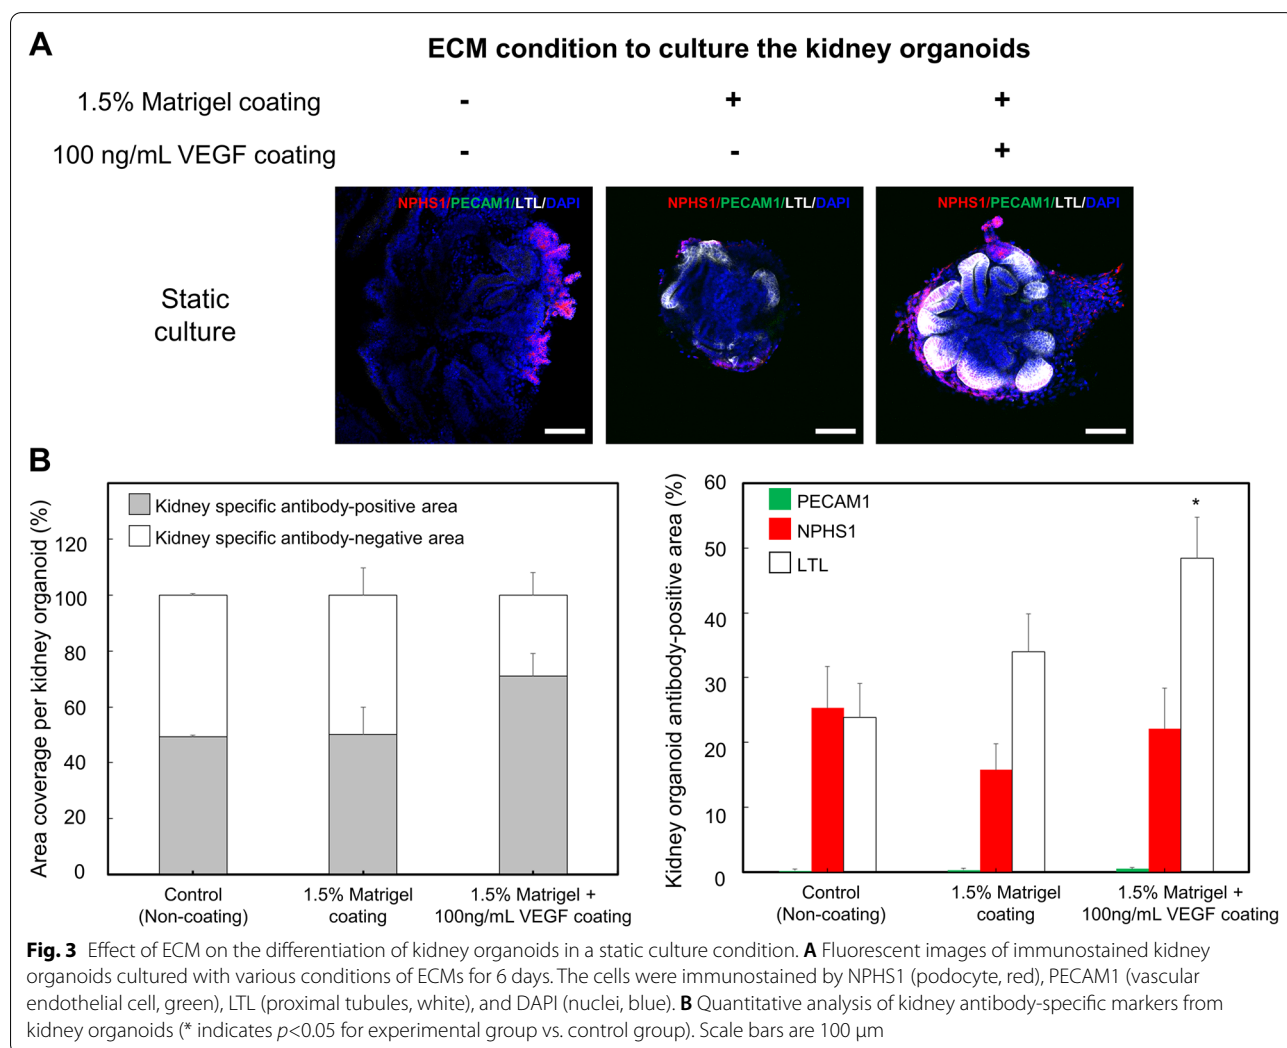 A
ECM condition to culture the kidney organoids
1.5% Matrigel coating - + +
100 ng/mL VEGF coating - - +
NPHS1/PECAM1/LTL/DAPI NPHS1/PECAM1/LTL/DAPI NPHS1/PECAM1/LTL/DAPI
Static
culture
B
Area coverage per kidney organoid (%)
120
100
80
60
40
20
0
Kidney specific antibody-positive area
Kidney specific antibody-negative area
Control
(Non-coating)
1.5% Matrigel
coating
1.5% Matrigel +
100ng/mL VEGF coating
Kidney organoid antibody-positive area (%)
60
50
40
30
20
10
0
PECAM1
NPHS1
LTL
*
Control
(Non-coating)
1.5% Matrigel
coating
1.5% Matrigel +
100ng/mL VEGF coating
Fig. 3 Effect of ECM on the differentiation of kidney organoids in a static culture condition. A Fluorescent images of immunostained kidney
organoids cultured with various conditions of ECMs for 6 days. The cells were immunostained by NPHS1 (podocyte, red), PECAM1 (vascular
endothelial cell, green), LTL (proximal tubules, white), and DAPI (nuclei, blue). B Quantitative analysis of kidney antibody-specific markers from
kidney organoids (* indicates p<0.05 for experimental group vs. control group). Scale bars are 100 μm